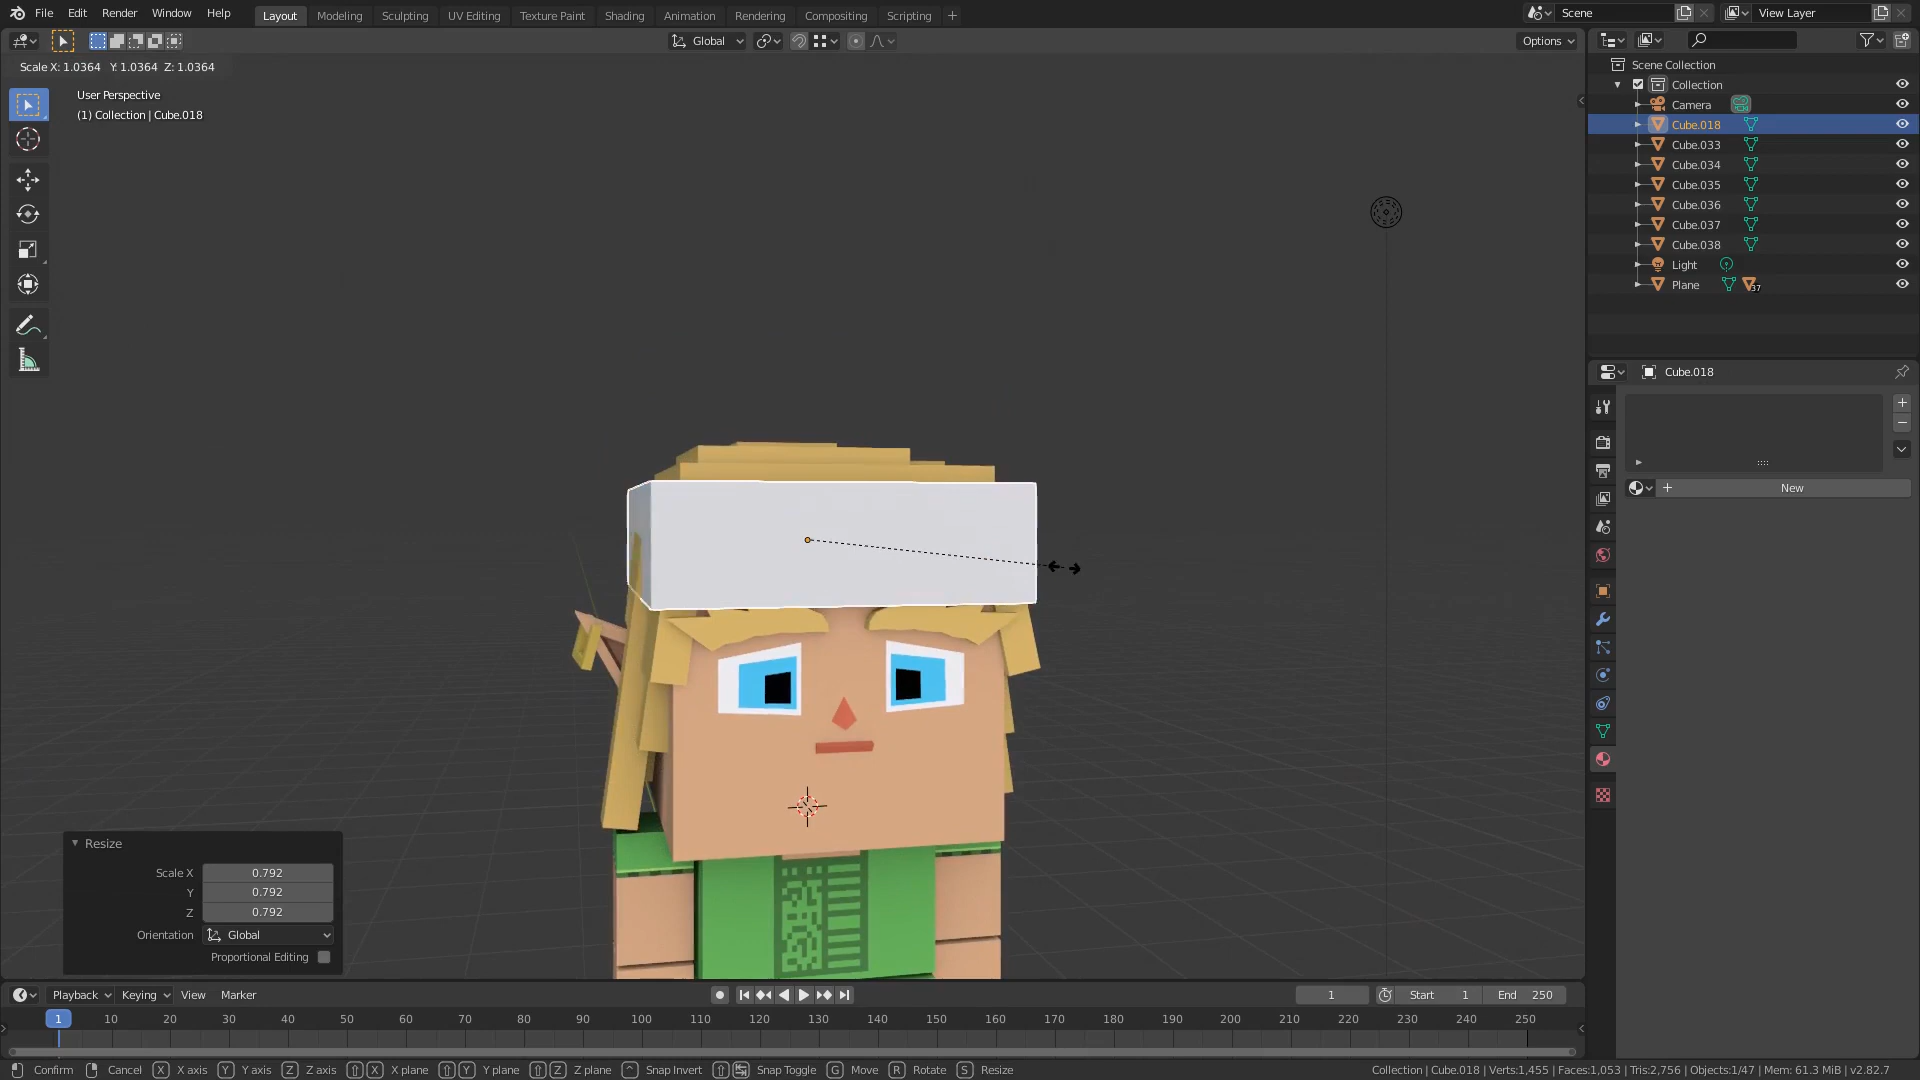 File Edit Render Window Help Layout Modeling Sculpting UV Editing Texture Paint Shading Animation Rendering Compositing Scripting + Scene View Layer
Global Options
Scale X: 1.0364 Y: 1.0364 Z: 1.0364
User Perspective
(1) Collection | Cube.018
Scene Collection
Collection
Camera
Cube.018
Cube.033
Cube.034
Cube.035
Cube.036
Cube.037
Cube.038
Light
Plane 37
Cube.018
+ New
Resize
Scale X 0.792
Y 0.792
Z 0.792
Orientation Global
Proportional Editing
Playback Keying View Marker 1 Start 1 End 250
1 10 20 30 40 50 60 70 80 90 100 110 120 130 140 150 160 170 180 190 200 210 220 230 240 250
Confirm Cancel X X axis Y Y axis Z Z axis X X plane Y Y plane Z Z plane ^ Snap Invert Snap Toggle G Move R Rotate S Resize Collection | Cube.018 | Verts:1,455 | Faces:1,053 | Tris:2,756 | Objects:1/47 | Mem: 61.3 MiB | v2.82.7